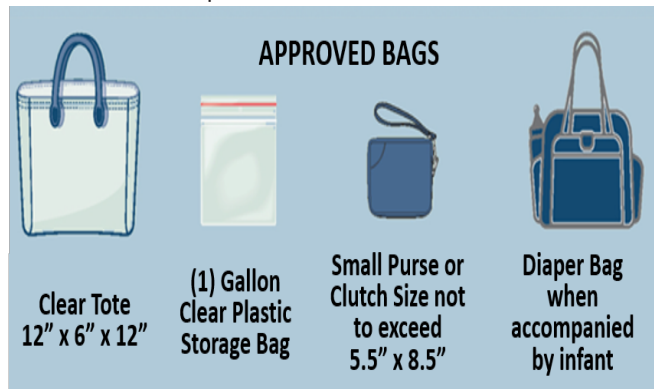 APPROVED BAGS
Clear Tote
12" x 6" x 12"
(1) Gallon
Clear Plastic
Storage Bag
Small Purse or
Clutch Size not
to exceed
5.5" x 8.5"
Diaper Bag
when
accompanied
by infant